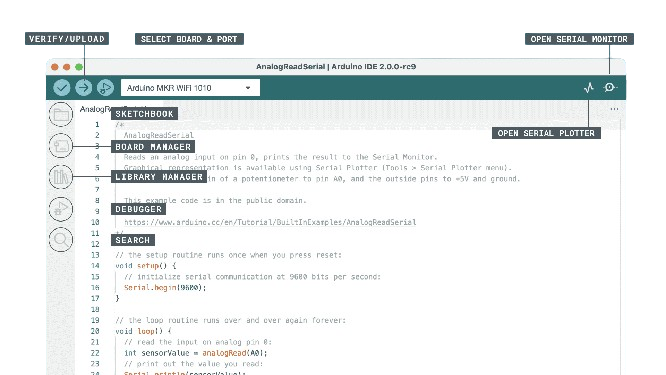 VERIFY/UPLOAD
SELECT BOARD & PORT
OPEN SERIAL MONITOR
AnalogReadSerial | Arduino IDE 2.0.0-rc9
Arduino MKR WiFi 1010
OPEN SERIAL PLOTTER
AnalogR
SKETCHBOOK
1 /*
2 AnalogReadSerial
3
BOARD MANAGER
4 Reads an analog input on pin 0, prints the result to the Serial Monitor.
5 Graphical representation is available using Serial Plotter (Tools > Serial Plotter menu).
LIBRARY MANAGER
6 in of a potentiometer to pin A0, and the outside pins to +5V and ground.
7
8 This example code is in the public domain.
DEBUGGER
9
10 https://www.arduino.cc/en/Tutorial/BuiltInExamples/AnalogReadSerial
11
SEARCH
12
13 // the setup routine runs once when you press reset:
14 void setup() {
15 // initialize serial communication at 9600 bits per second:
16 Serial.begin(9600);
17 }
18
19 // the loop routine runs over and over again forever:
20 void loop() {
21 // read the input on analog pin 0:
22 int sensorValue = analogRead(A0);
23 // print out the value you read:
24 Serial.println(sensorValue);